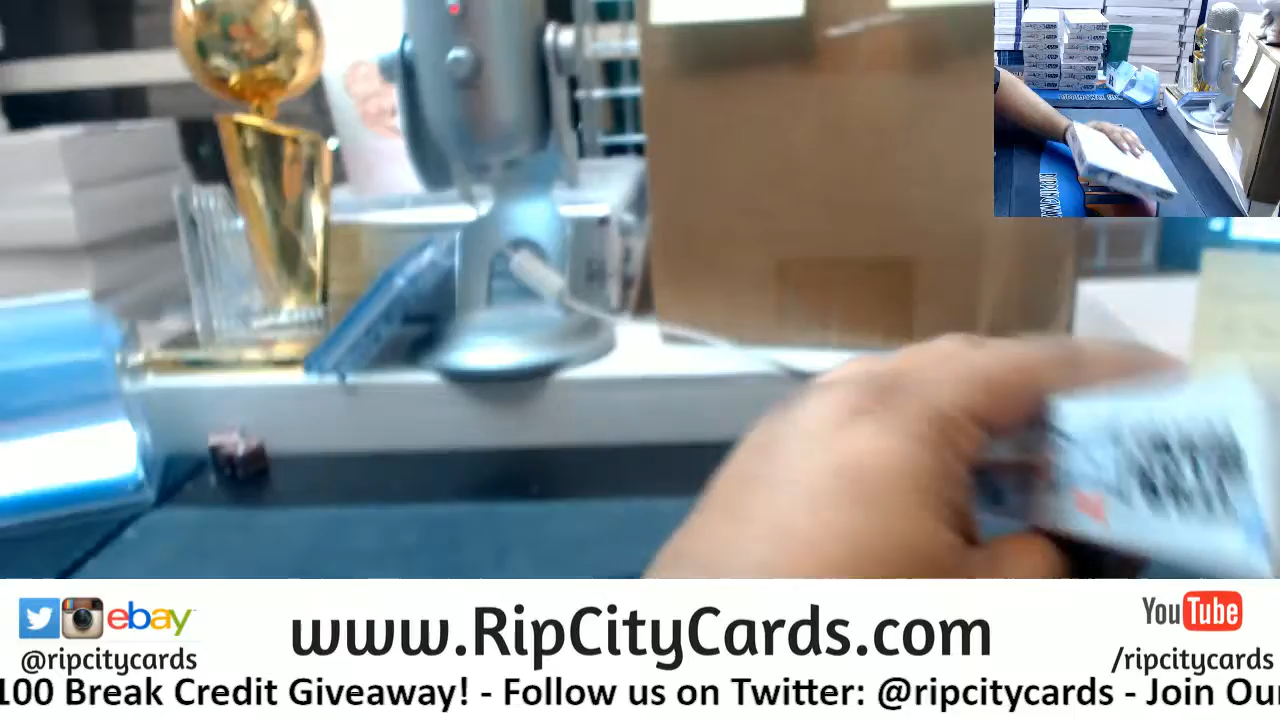 ebay
@ripcitycards
www.RipCityCards.com
YouTube
/ripcitycards
100 Break Credit Giveaway! - Follow us on Twitter: @ripcitycards - Join Our